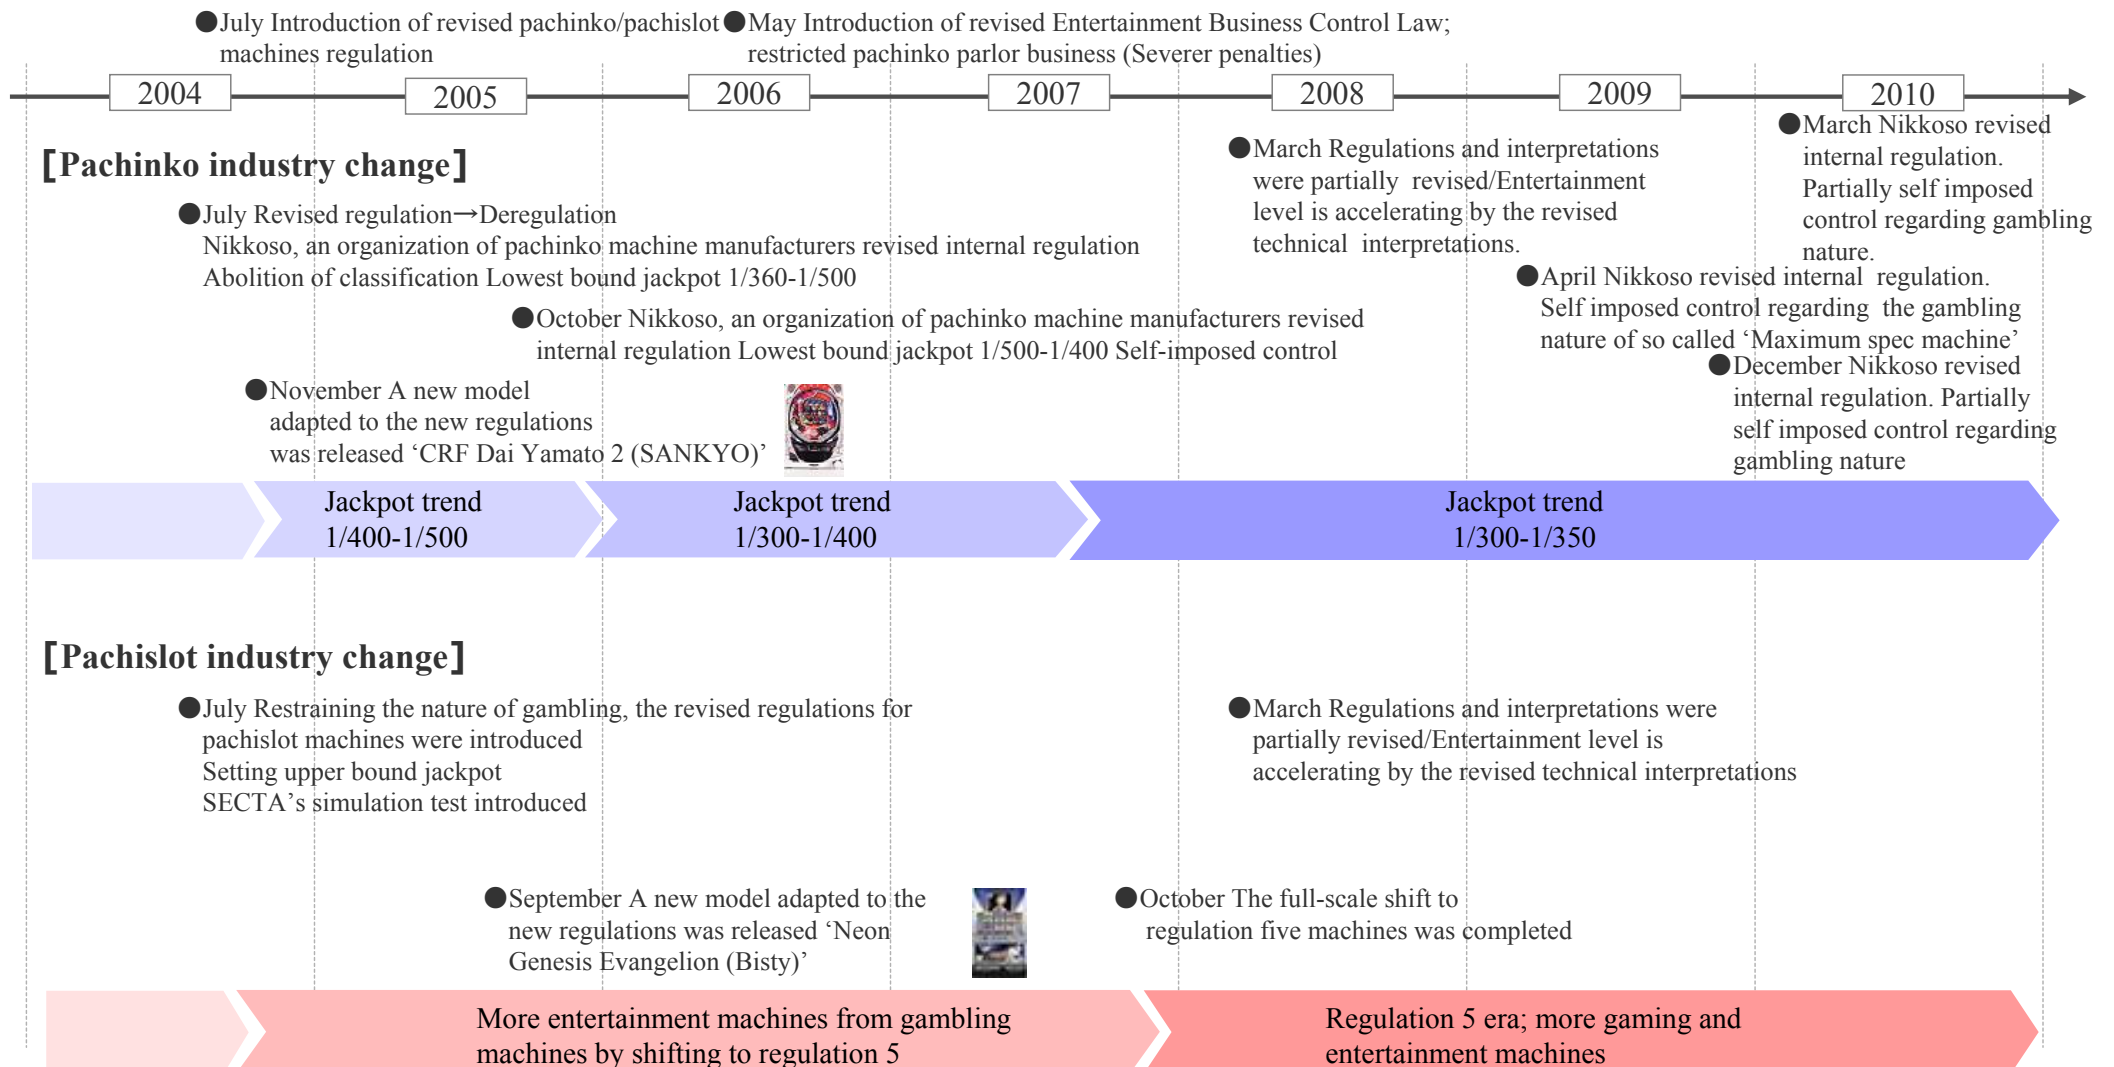 ●July Introduction of revised pachinko/pachislot
machines regulation
●May Introduction of revised Entertainment Business Control Law;
restricted pachinko parlor business (Severer penalties)
2004
2005
2006
2007
2008
2009
2010
[Pachinko industry change]
●July Revised regulation→Deregulation
Nikkoso, an organization of pachinko machine manufacturers revised internal regulation
Abolition of classification Lowest bound jackpot 1/360-1/500
●October Nikkoso, an organization of pachinko machine manufacturers revised
internal regulation Lowest bound jackpot 1/500-1/400 Self-imposed control
●November A new model
adapted to the new regulations
was released ‘CRF Dai Yamato 2 (SANKYO)’
●March Regulations and interpretations
were partially revised/Entertainment
level is accelerating by the revised
technical interpretations.
●March Nikkoso revised
internal regulation.
Partially self imposed
control regarding gambling
nature.
●April Nikkoso revised internal regulation.
Self imposed control regarding the gambling
nature of so called ‘Maximum spec machine’
●December Nikkoso revised
internal regulation. Partially
self imposed control regarding
gambling nature
Jackpot trend
1/400-1/500
Jackpot trend
1/300-1/400
Jackpot trend
1/300-1/350
[Pachislot industry change]
●July Restraining the nature of gambling, the revised regulations for
pachislot machines were introduced
Setting upper bound jackpot
SECTA’s simulation test introduced
●March Regulations and interpretations were
partially revised/Entertainment level is
accelerating by the revised technical interpretations
●September A new model adapted to the
new regulations was released ‘Neon
Genesis Evangelion (Bisty)’
●October The full-scale shift to
regulation five machines was completed
More entertainment machines from gambling
machines by shifting to regulation 5
Regulation 5 era; more gaming and
entertainment machines